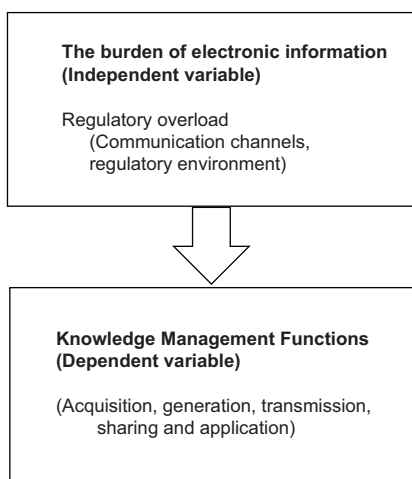 The burden of electronic information
(Independent variable)
Regulatory overload
(Communication channels,
regulatory environment)
Knowledge Management Functions
(Dependent variable)
(Acquisition, generation, transmission,
sharing and application)